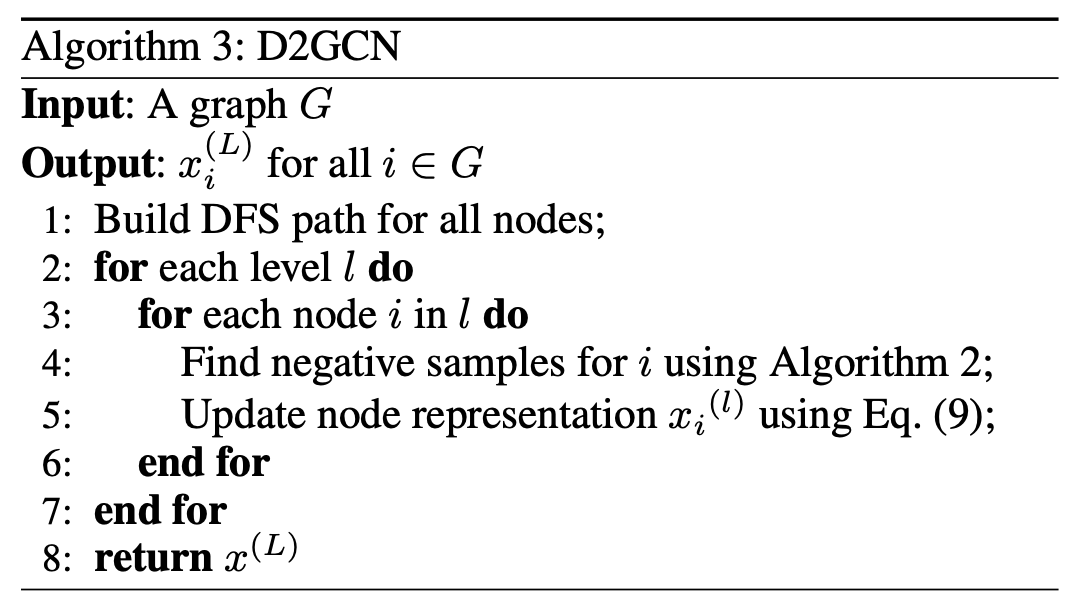 Algorithm 3: D2GCN
Input: A graph G
Output: x_i^{(L)} for all i ∈ G
1: Build DFS path for all nodes;
2: for each level l do
3: for each node i in l do
4: Find negative samples for i using Algorithm 2;
5: Update node representation x_i^{(l)} using Eq. (9);
6: end for
7: end for
8: return x^{(L)}